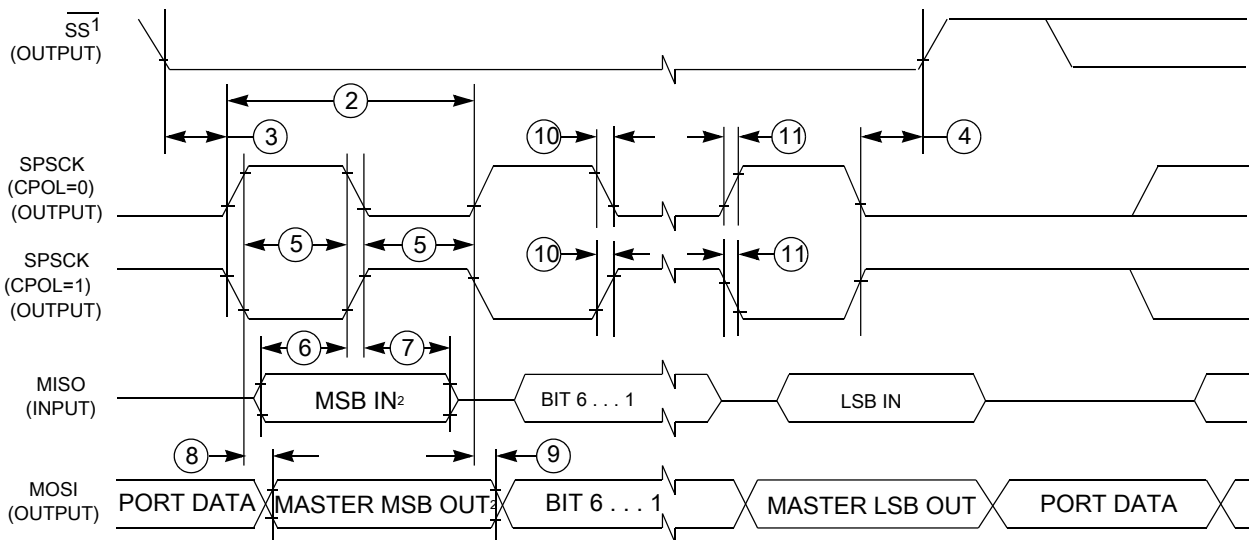 SS1
(OUTPUT)
2
3
10
11
4
SPSCK
(CPOL=0)
(OUTPUT)
5
5
SPSCK
(CPOL=1)
(OUTPUT)
10
11
6
7
MISO
(INPUT)
MSB IN2
BIT 6 . . . 1
LSB IN
8
9
MOSI
(OUTPUT)
PORT DATA
MASTER MSB OUT2
BIT 6 . . . 1
MASTER LSB OUT
PORT DATA